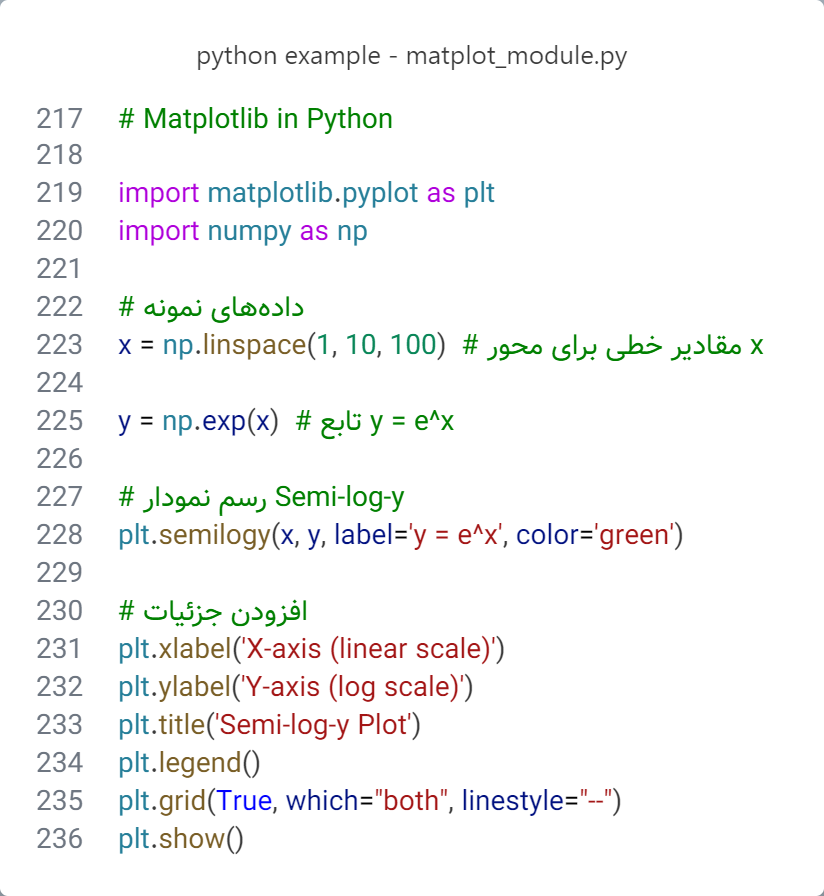 python example - matplot_module.py
217 # Matplotlib in Python
218
219 import matplotlib.pyplot as plt
220 import numpy as np
221
222 # داده‌های نمونه
223 x = np.linspace(1, 10, 100)  # مقادیر خطی برای محور x
224
225 y = np.exp(x)  # تابع y = e^x
226
227 # رسم نمودار Semi-log-y
228 plt.semilogy(x, y, label='y = e^x', color='green')
229
230 # افزودن جزئیات
231 plt.xlabel('X-axis (linear scale)')
232 plt.ylabel('Y-axis (log scale)')
233 plt.title('Semi-log-y Plot')
234 plt.legend()
235 plt.grid(True, which="both", linestyle="--")
236 plt.show()